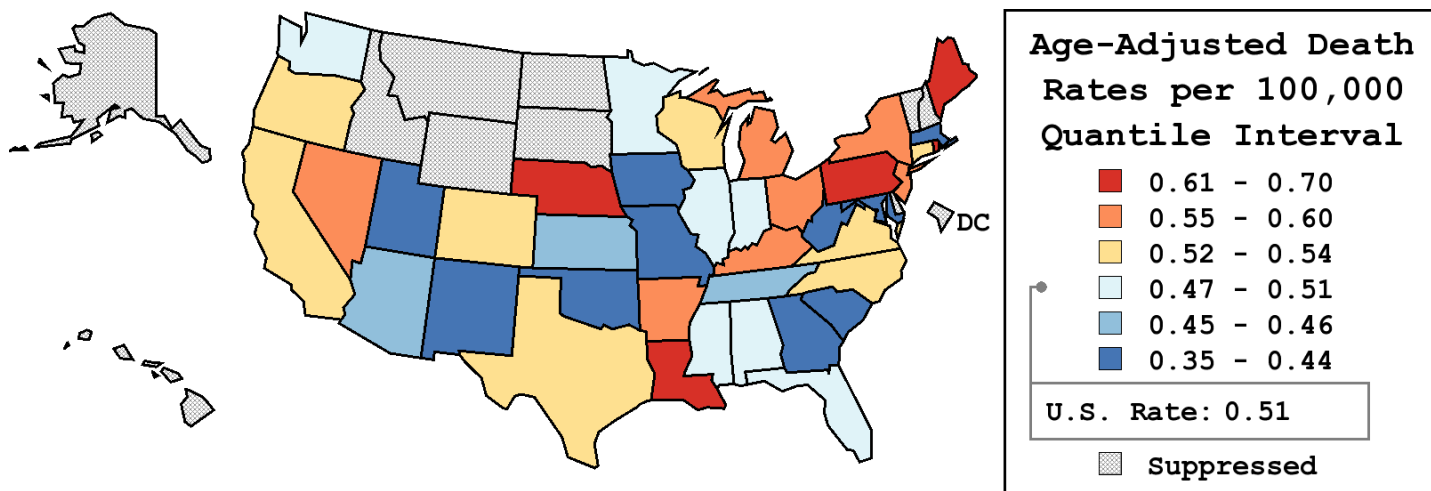 Age-Adjusted Death
Rates per 100,000
Quantile Interval
0.61 - 0.70
0.55 - 0.60
0.52 - 0.54
0.47 - 0.51
0.45 - 0.46
0.35 - 0.44
U.S. Rate: 0.51
Suppressed
DC